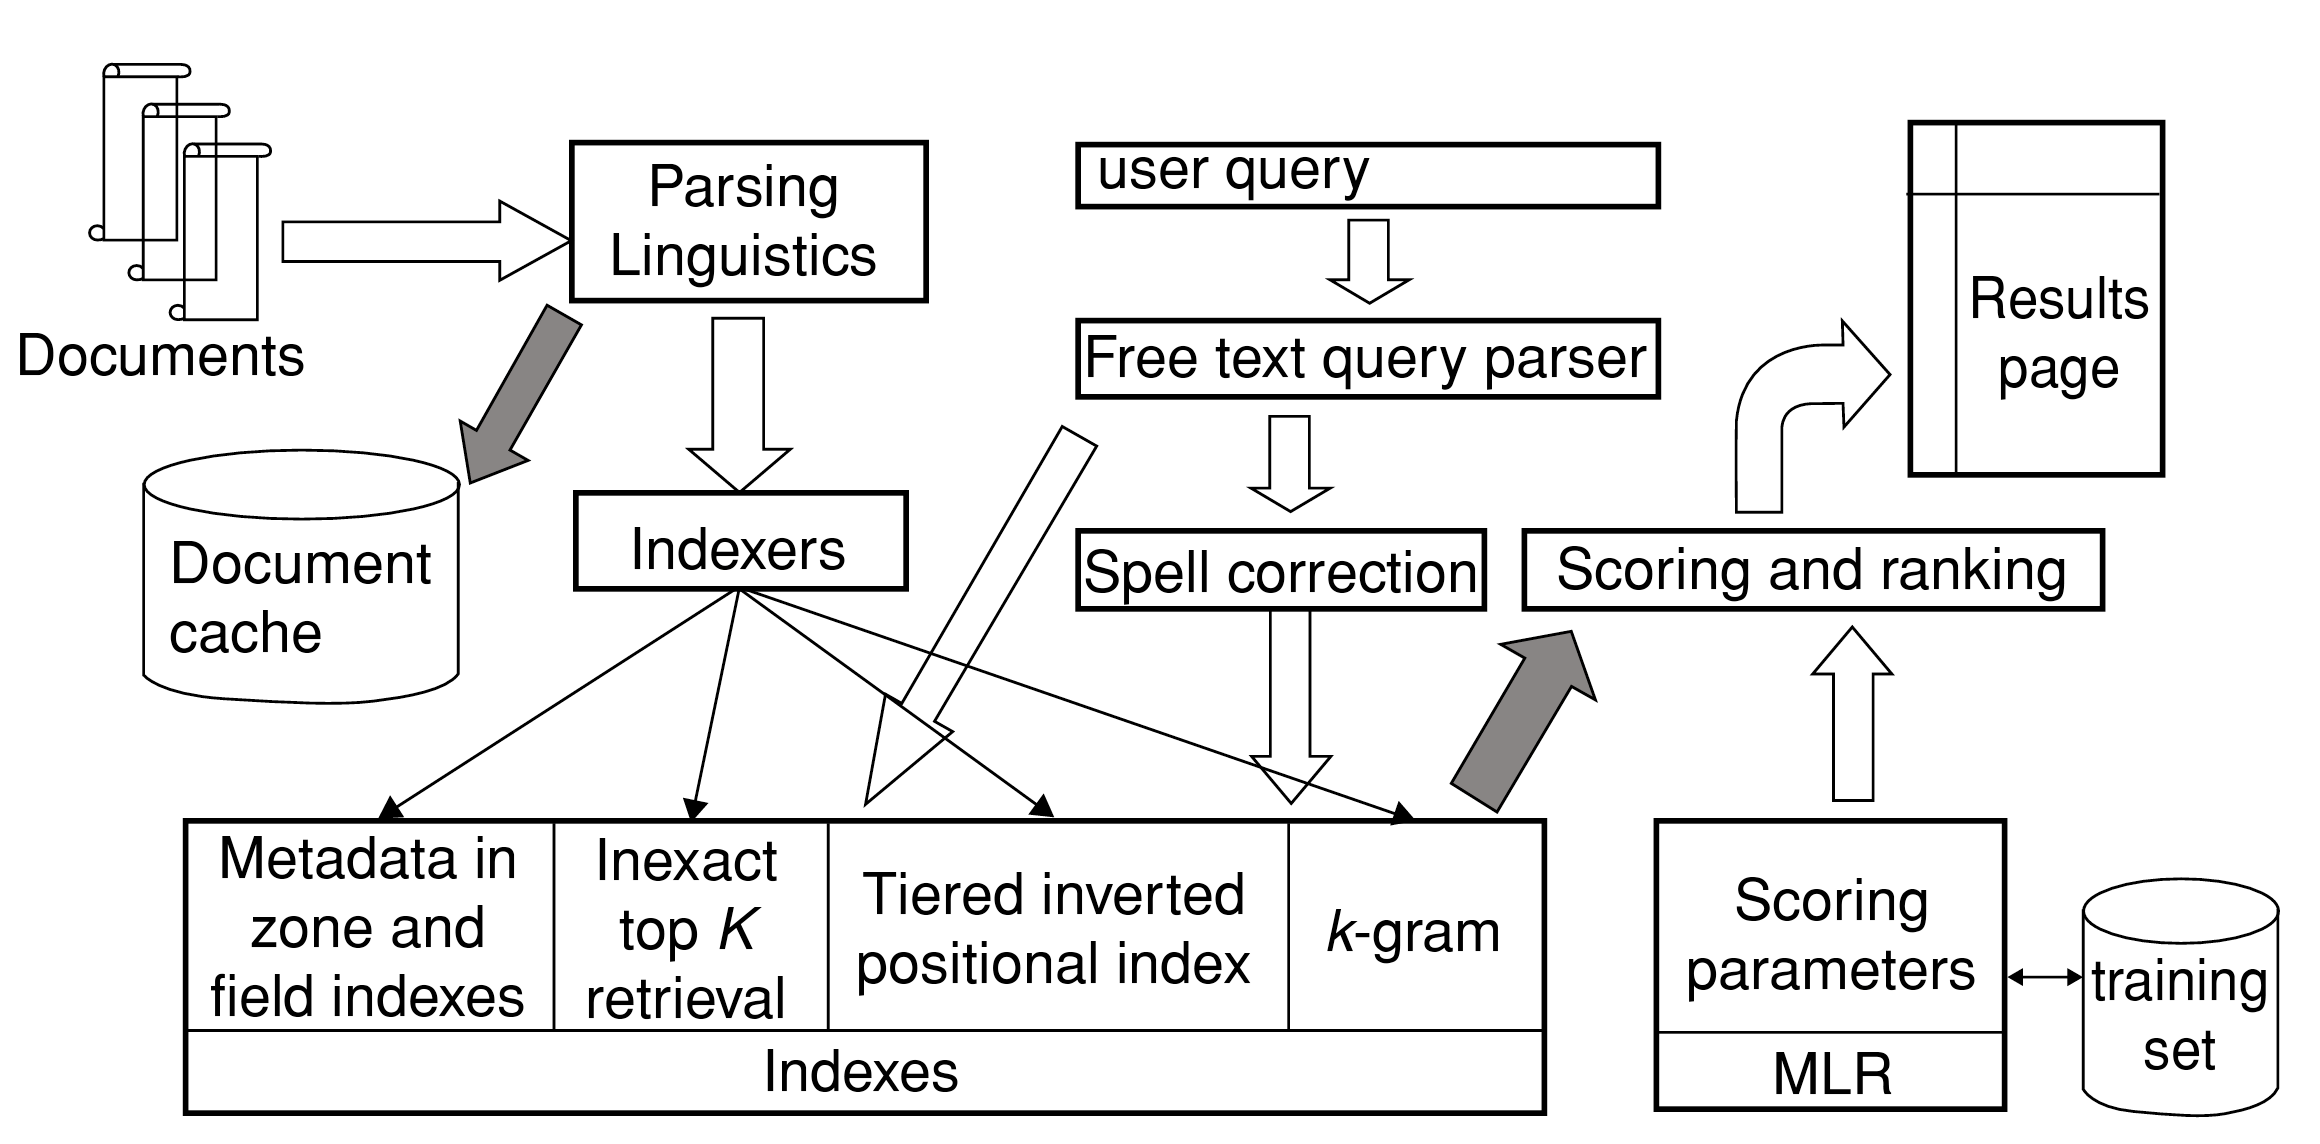 Documents
Parsing
Linguistics
user query
Free text query parser
Results
page
Document
cache
Indexers
Spell correction
Scoring and ranking
Metadata in
zone and
field indexes
Inexact
top K
retrieval
Tiered inverted
positional index
k-gram
Indexes
Scoring
parameters
MLR
training
set